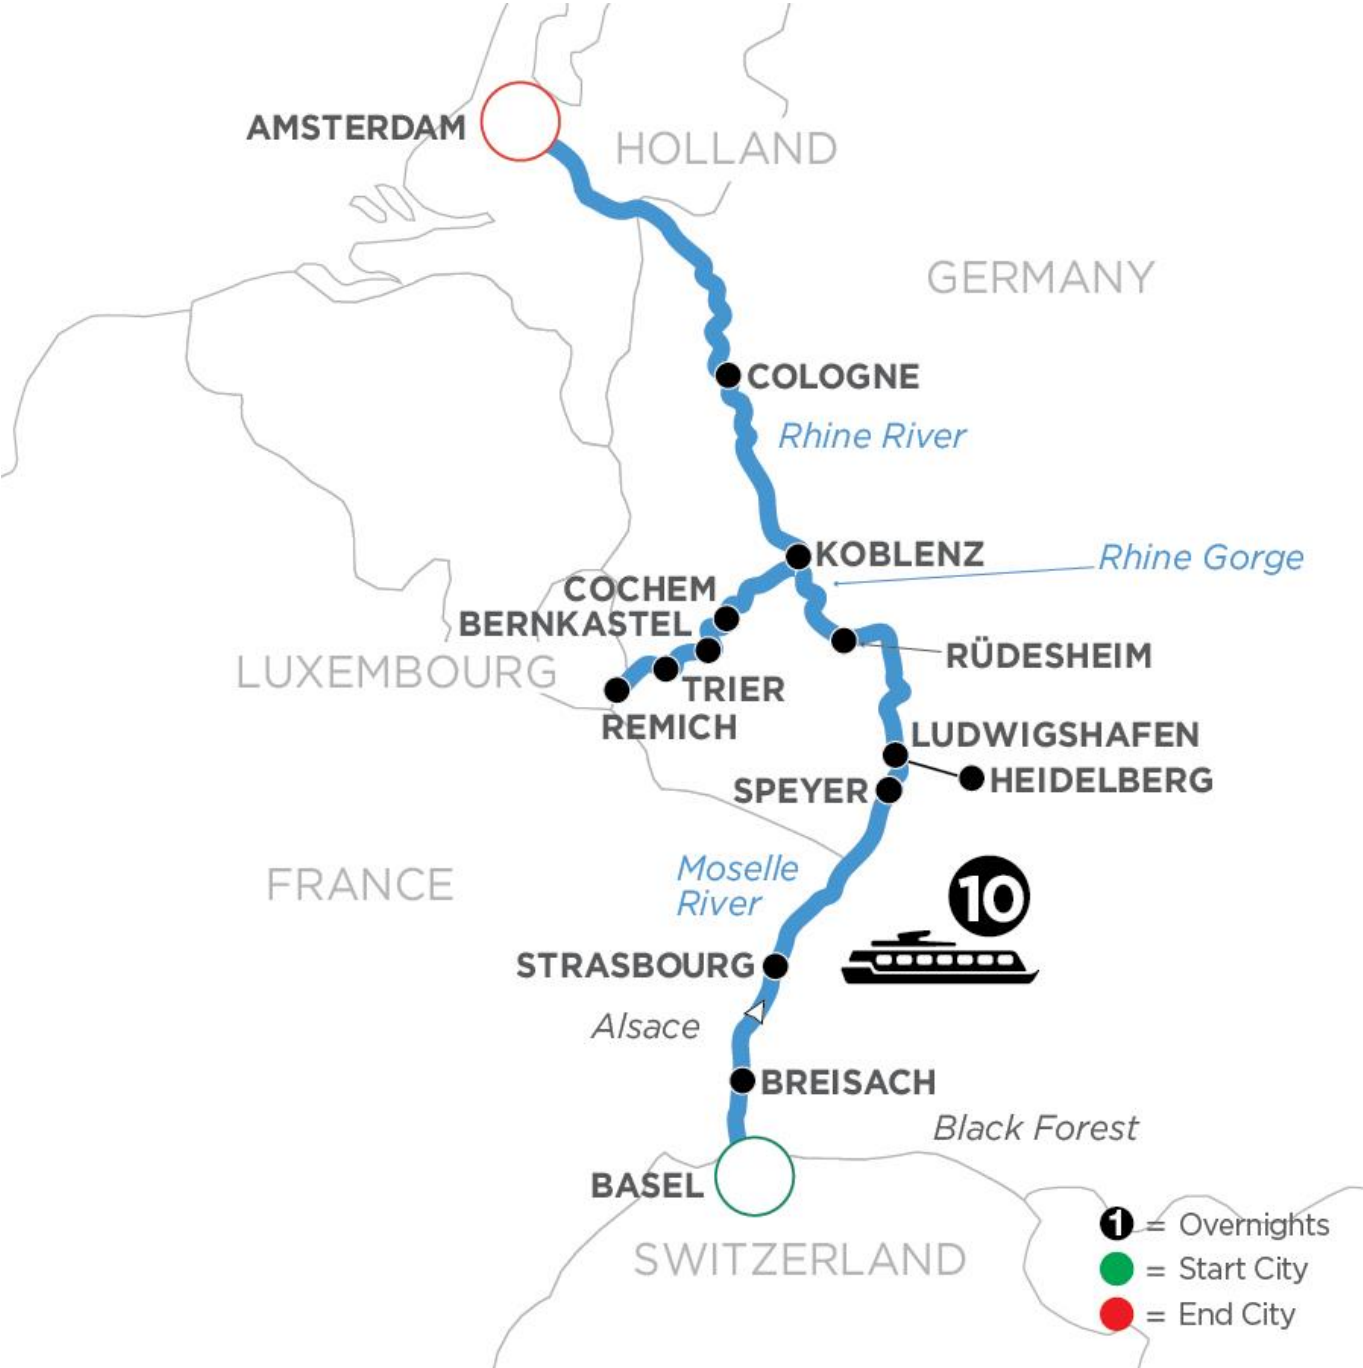 AMSTERDAM
HOLLAND
GERMANY
COLOGNE
Rhine River
KOBLENZ
Rhine Gorge
COCHEM
BERNKASTEL
LUXEMBOURG
RÜDESHEIM
TRIER
REMICH
LUDWIGSHAFEN
HEIDELBERG
SPEYER
FRANCE
Moselle
River
10
STRASBOURG
Alsace
BREISACH
Black Forest
BASEL
SWITZERLAND
1 = Overnights
= Start City
= End City